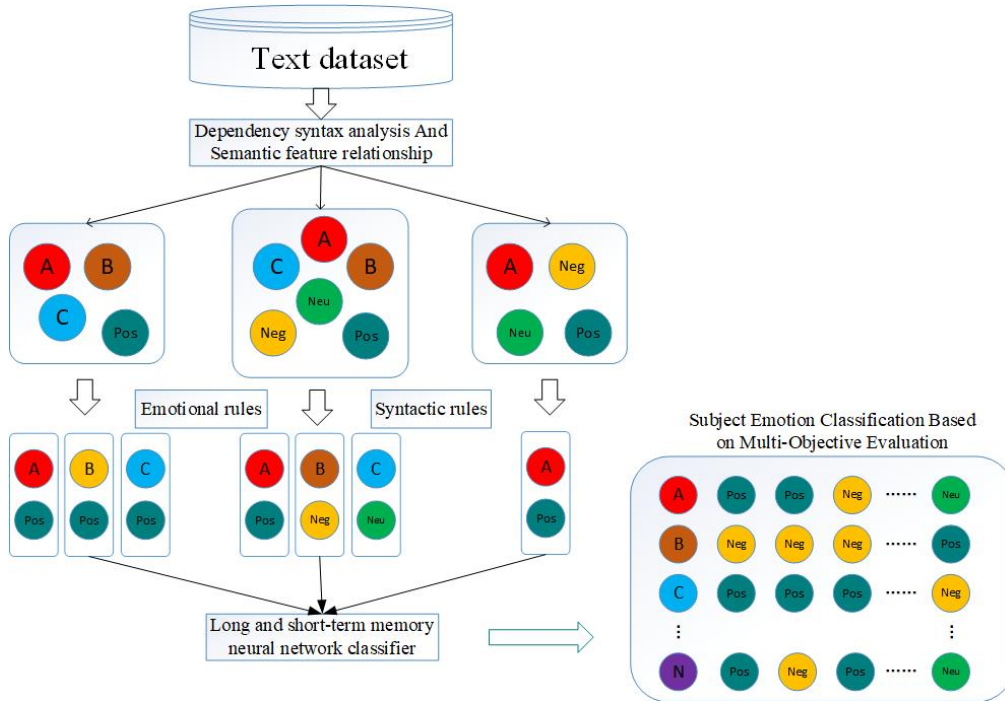 Text dataset
Dependency syntax analysis And
Semantic feature relationship
A B
C Pos
A
C B
Neu
Neg Pos
A Neg
Neu Pos
Emotional rules
Syntactic rules
A B C
Pos Pos Pos
A B C
Pos Neg Neu
A
Pos
Long and short-term memory
neural network classifier
Subject Emotion Classification Based
on Multi-Objective Evaluation
A Pos Pos Neg ...... Neu
B Neg Neg Neg ...... Pos
C Pos Pos Pos ...... Neg
⋮ ⋮
N Pos Neg Pos ...... Neu